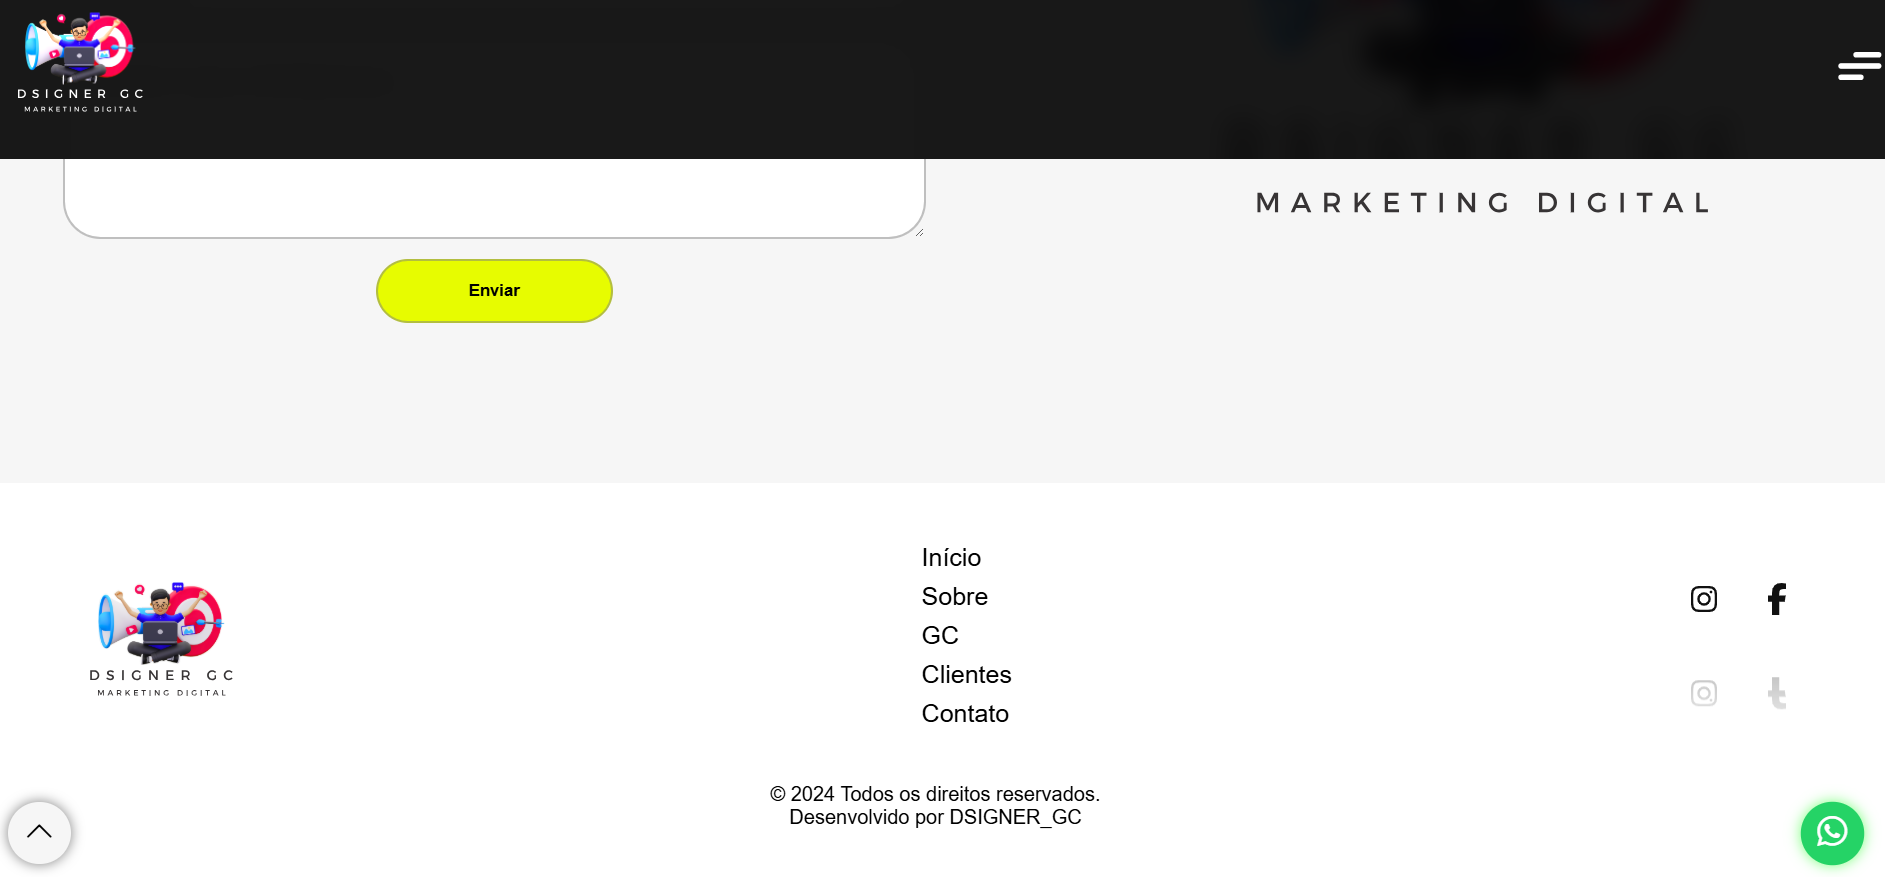 DSIGNER GC
MARKETING DIGITAL
MARKETING DIGITAL
Enviar
Início
Sobre
GC
Clientes
Contato
DSIGNER GC
MARKETING DIGITAL
© 2024 Todos os direitos reservados.
Desenvolvido por DSIGNER_GC